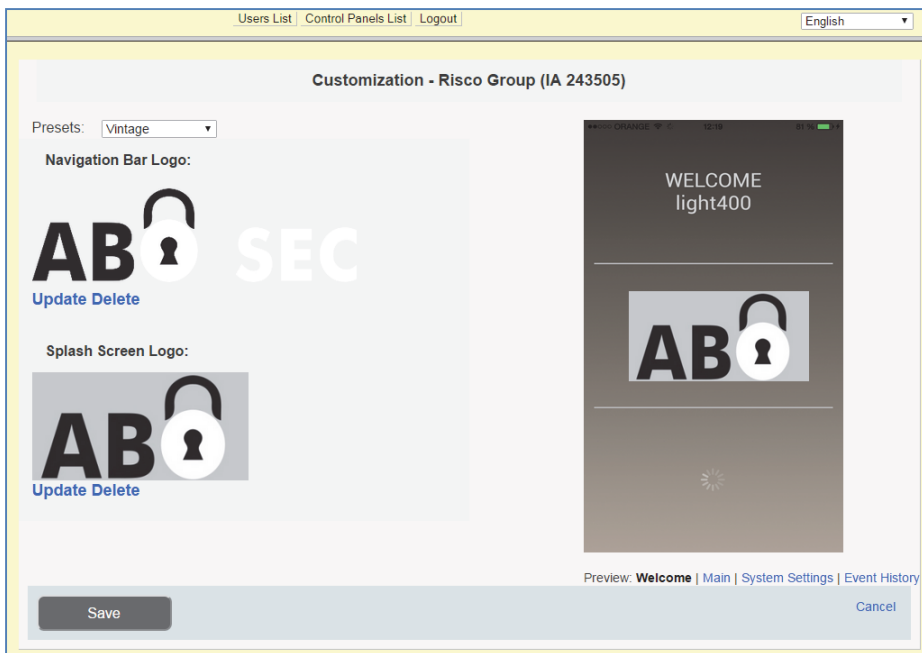 Users List | Control Panels List | Logout
English
Customization - Risco Group (IA 243505)
Presets: Vintage
Navigation Bar Logo:
AB SEC
Update Delete
Splash Screen Logo:
AB
Update Delete
ORANGE 12:18 51 %
WELCOME
light400
AB
Preview: Welcome | Main | System Settings | Event History
Save
Cancel